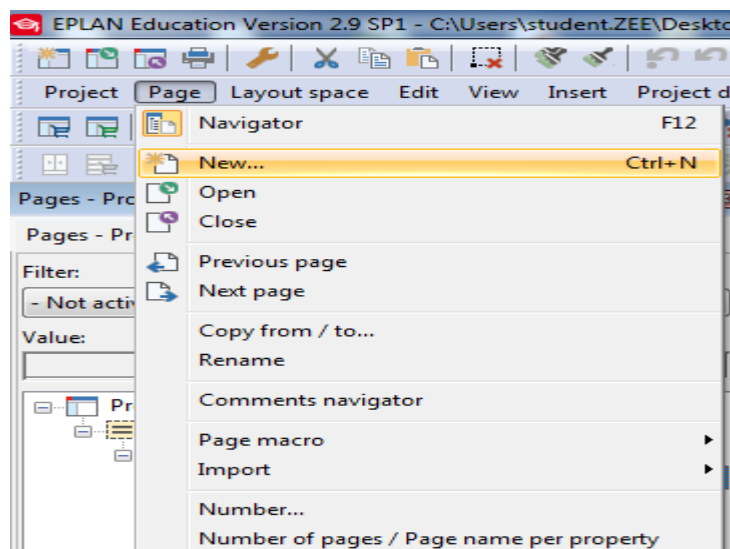 EPLAN Education Version 2.9 SP1 - C:\Users\student.ZEE\Deskto
Project Page Layout space Edit View Insert Project d
Navigator F12
New... Ctrl+N
Pages - Pro
Open
Close
Pages - Pr
Previous page
Filter:
Next page
- Not activ
Copy from / to...
Value:
Rename
Comments navigator
Pr
Page macro
Import
Number...
Number of pages / Page name per property